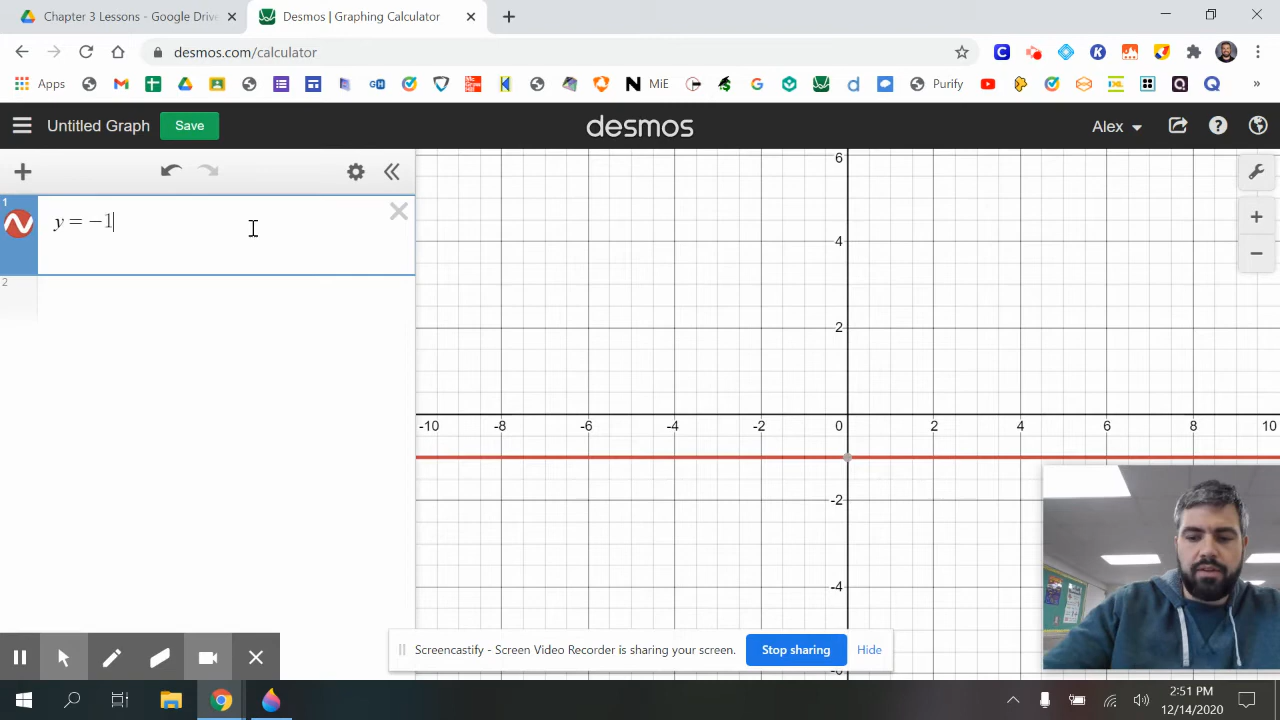 Chapter 3 Lessons - Google Drive
Desmos | Graphing Calculator
desmos.com/calculator
Apps
MiE
Purify
Untitled Graph
Save
desmos
Alex
1
y = −1
2
6
4
2
-10
-6
-4
-2
0
2
4
6
8
10
-2
-4
Screencastify - Screen Video Recorder is sharing your screen.
Stop sharing
Hide
2:51 PM
12/14/2020